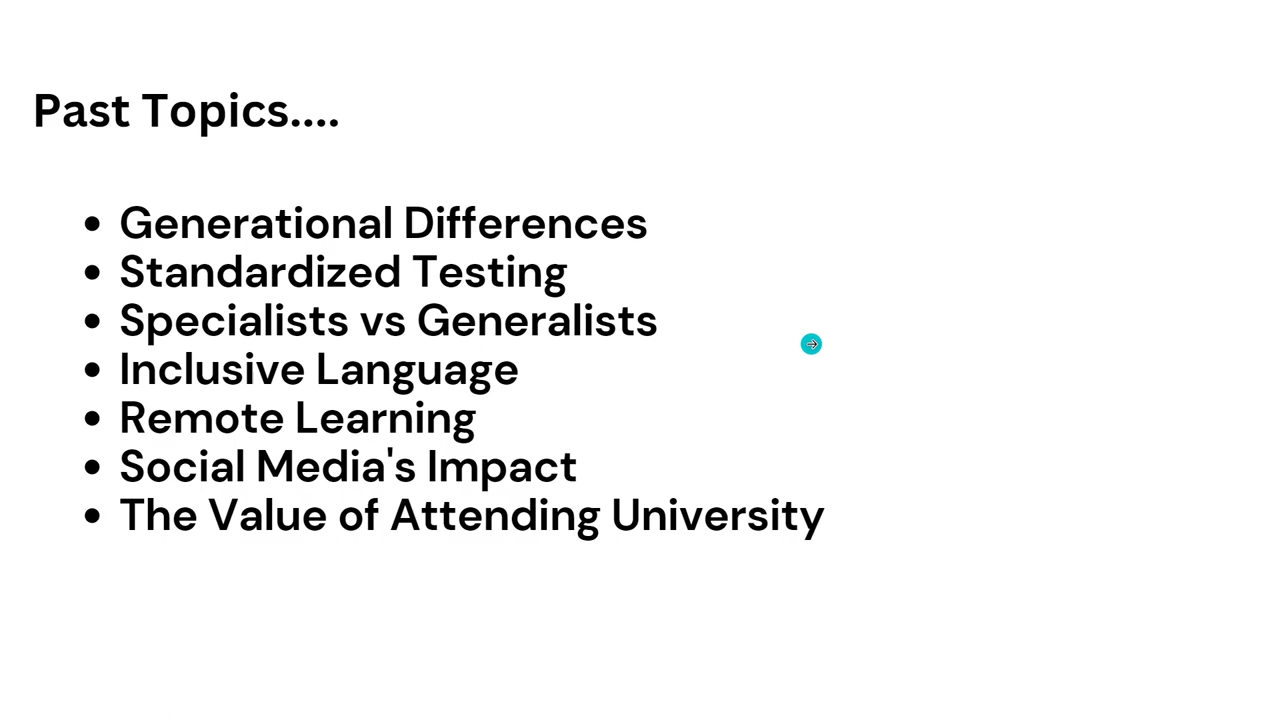 Past Topics....
• Generational Differences
• Standardized Testing
• Specialists vs Generalists
• Inclusive Language
• Remote Learning
• Social Media's Impact
• The Value of Attending University